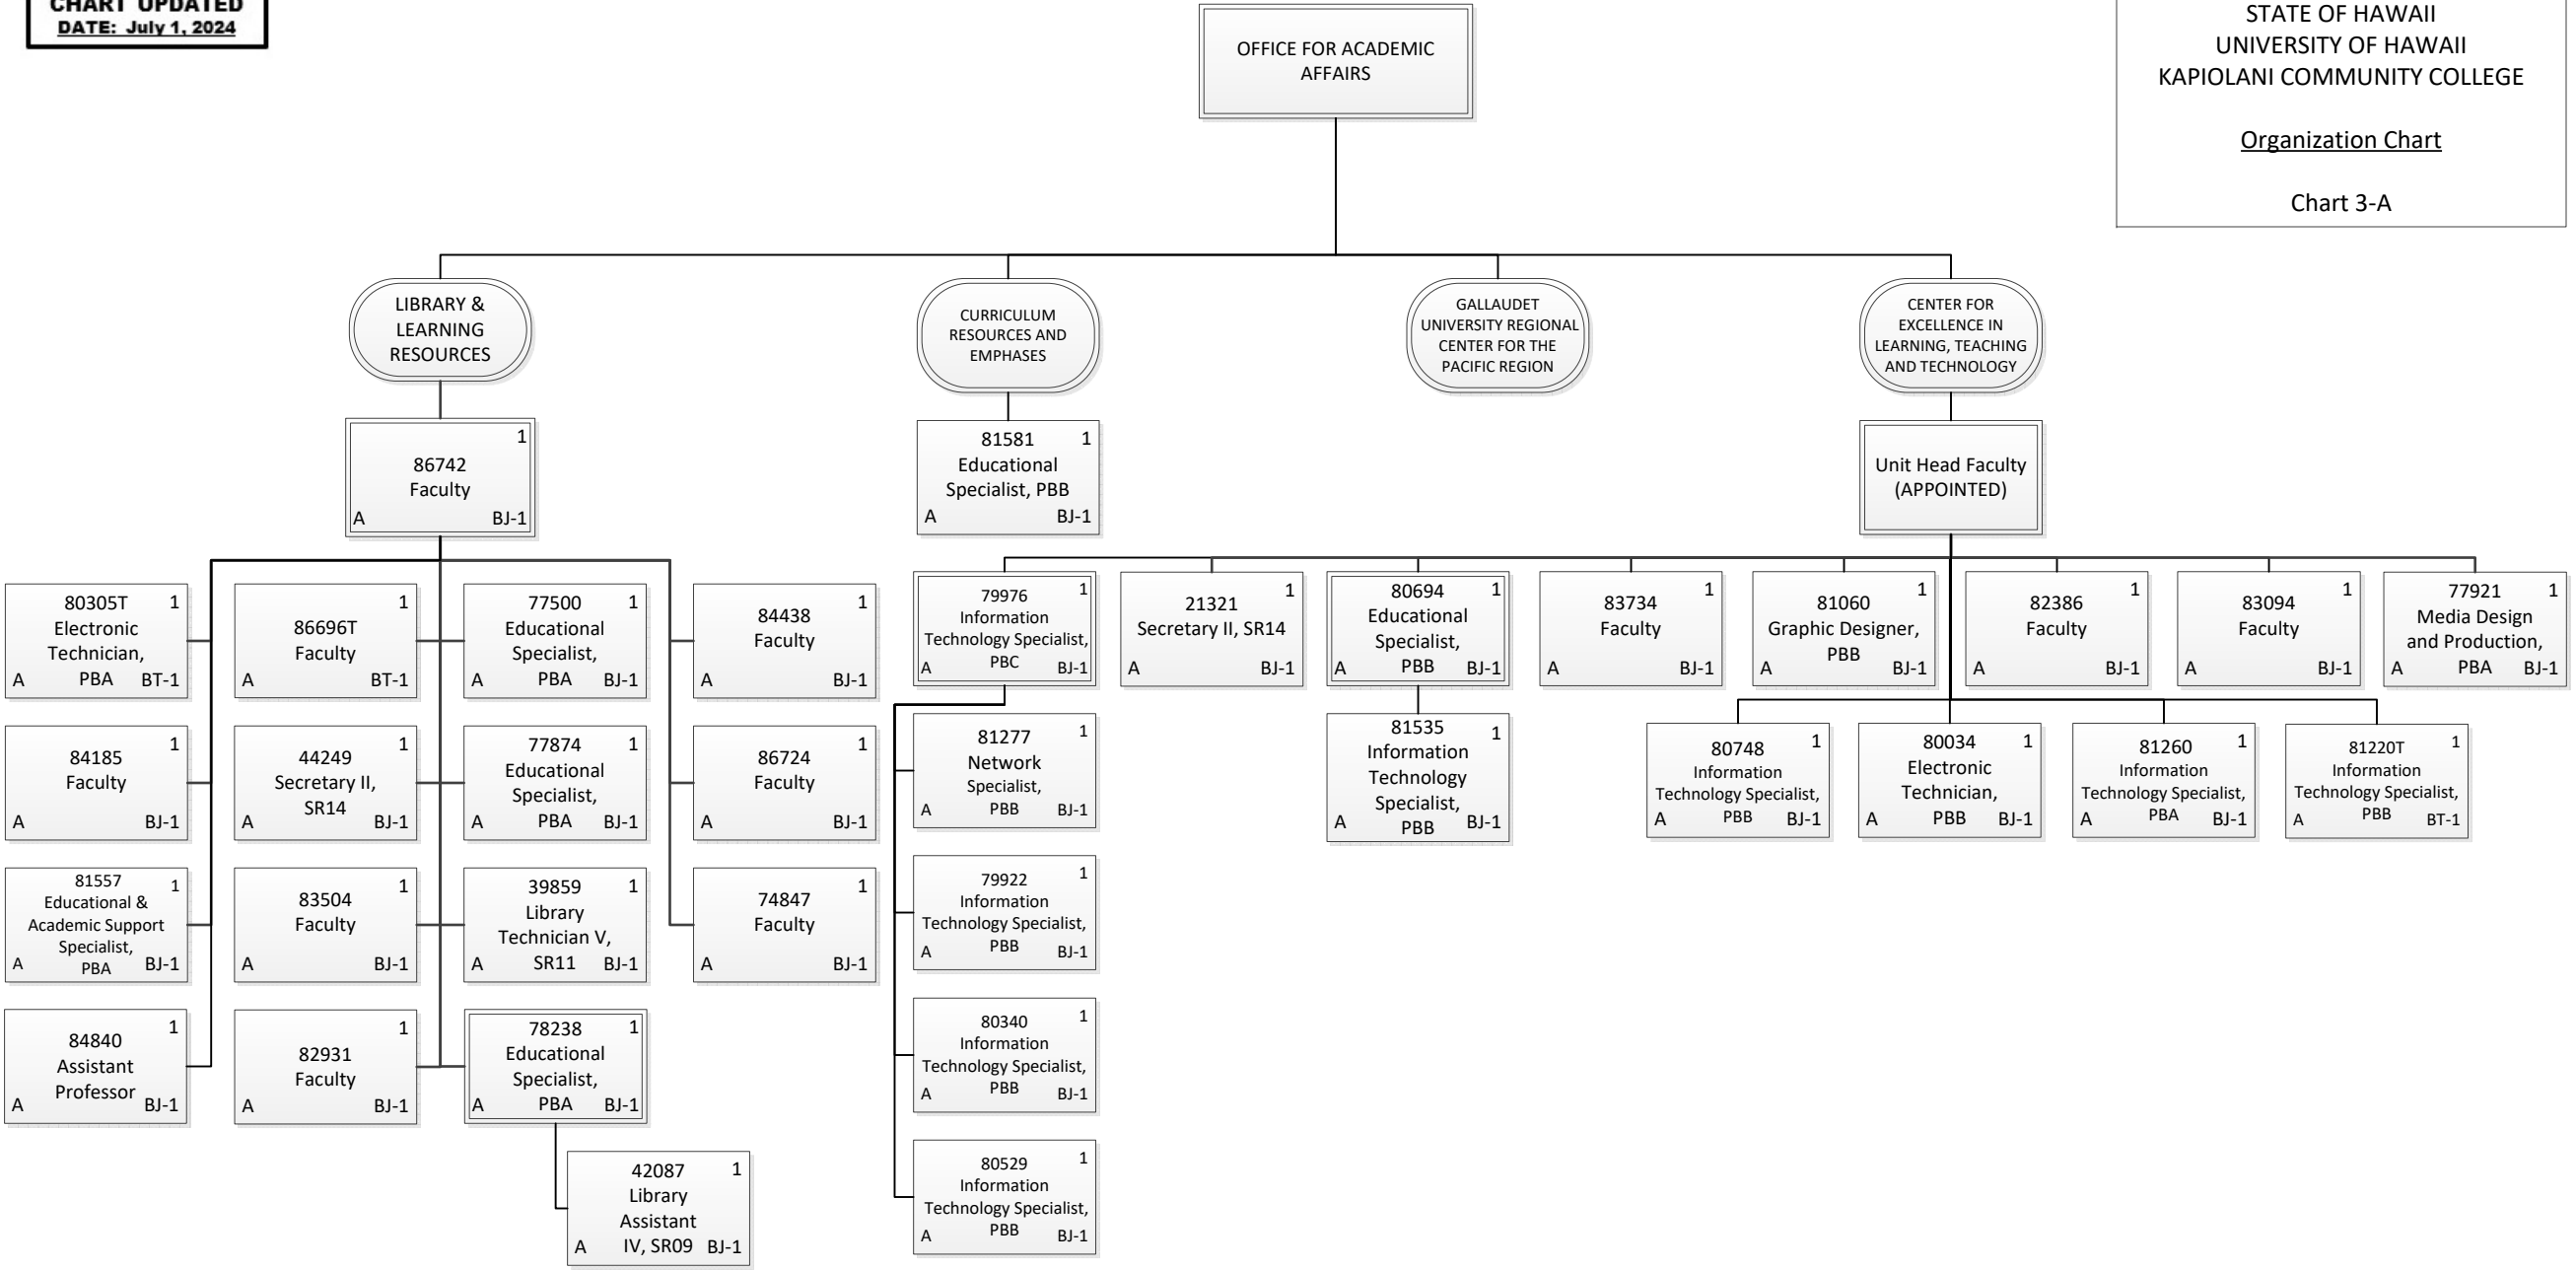 CHART UPDATED
DATE: July 1, 2024
STATE OF HAWAII
UNIVERSITY OF HAWAII
KAPIOLANI COMMUNITY COLLEGE
Organization Chart
Chart 3-A
OFFICE FOR ACADEMIC
AFFAIRS
LIBRARY &
LEARNING
RESOURCES
CURRICULUM
RESOURCES AND
EMPHASES
GALLAUDET
UNIVERSITY REGIONAL
CENTER FOR THE
PACIFIC REGION
CENTER FOR
EXCELLENCE IN
LEARNING, TEACHING
AND TECHNOLOGY
1
86742
Faculty
A BJ-1
81581 1
Educational
Specialist, PBB
A BJ-1
Unit Head Faculty
(APPOINTED)
80305T 1
Electronic
Technician,
A PBA BT-1
1
86696T
Faculty
A BT-1
77500 1
Educational
Specialist,
A PBA BJ-1
1
84438
Faculty
A BJ-1
1
84185
Faculty
A BJ-1
1
44249
Secretary II,
SR14
A BJ-1
77874 1
Educational
Specialist,
A PBA BJ-1
1
86724
Faculty
A BJ-1
81557 1
Educational &
Academic Support
Specialist,
A PBA BJ-1
1
83504
Faculty
A BJ-1
39859 1
Library
Technician V,
A SR11 BJ-1
1
74847
Faculty
A BJ-1
1
84840
Assistant
Professor
A BJ-1
1
82931
Faculty
A BJ-1
78238 1
Educational
Specialist,
A PBA BJ-1
42087 1
Library
Assistant
A IV, SR09 BJ-1
79976 1
Information
Technology Specialist,
A PBC BJ-1
1
21321
Secretary II, SR14
A BJ-1
80694 1
Educational
Specialist,
A PBB BJ-1
1
83734
Faculty
A BJ-1
81060 1
Graphic Designer,
PBB
A BJ-1
1
82386
Faculty
A BJ-1
1
83094
Faculty
A BJ-1
77921 1
Media Design
and Production,
A PBA BJ-1
81277 1
Network
Specialist,
A PBB BJ-1
79922 1
Information
Technology Specialist,
A PBB BJ-1
80340 1
Information
Technology Specialist,
A PBB BJ-1
80529 1
Information
Technology Specialist,
A PBB BJ-1
81535 1
Information
Technology
Specialist,
A PBB BJ-1
80748 1
Information
Technology Specialist,
A PBB BJ-1
80034 1
Electronic
Technician,
A PBB BJ-1
81260 1
Information
Technology Specialist,
A PBA BJ-1
81220T 1
Information
Technology Specialist,
A PBB BT-1